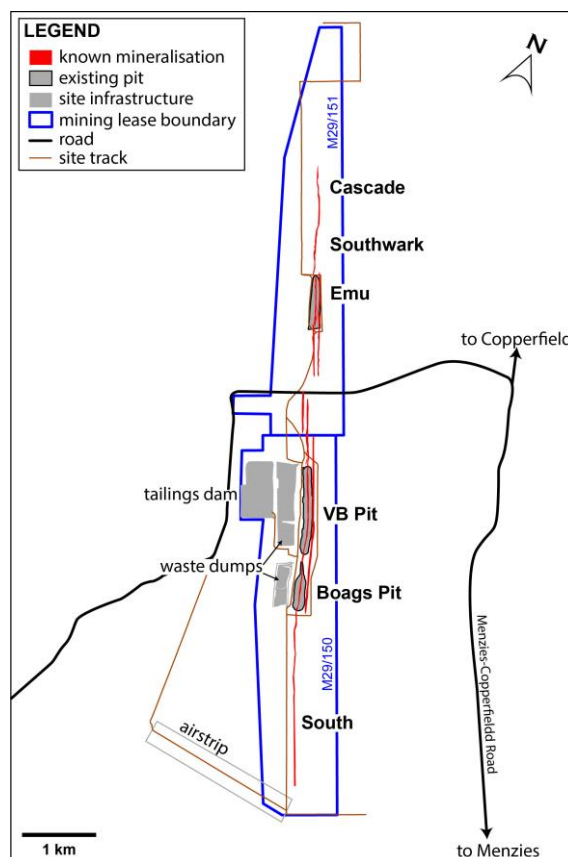 LEGEND
known mineralisation
existing pit
site infrastructure
mining lease boundary
road
site track
N
M29/151
Cascade
Southwark
Emu
to Copperfield
tailings dam
VB Pit
waste dumps
Boags Pit
M29/150
Menzies-Copperfieldd Road
South
airstrip
1 km
to Menzies